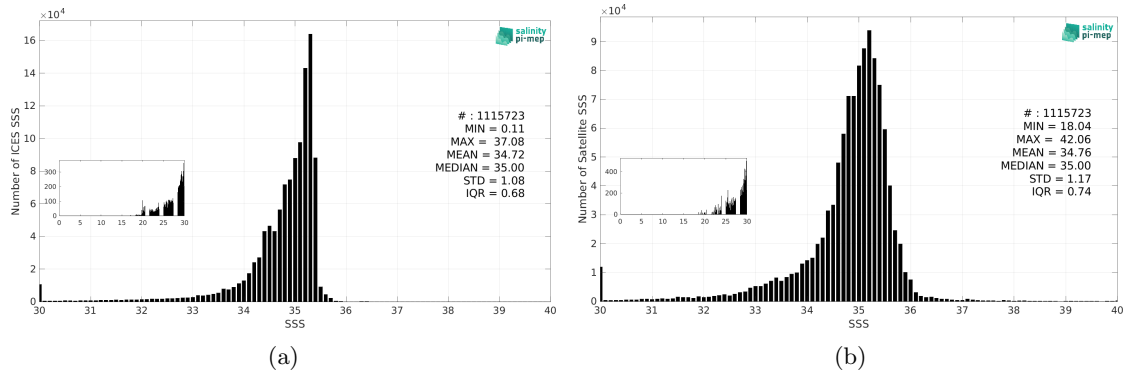 ×10⁴
salinity
pi-mep
18
16
14
12
10
8
6
4
2
0
Number of ICES SSS
# : 1115723
MIN = 0.11
MAX = 37.08
MEAN = 34.72
MEDIAN = 35.00
STD = 1.08
IQR = 0.68
300
200
100
0
0 5 10 15 20 25 30
30 31 32 33 34 35 36 37 38 39 40
SSS
(a)
×10⁴
salinity
pi-mep
10
9
8
7
6
5
4
3
2
1
0
Number of Satellite SSS
# : 1115723
MIN = 18.04
MAX = 42.06
MEAN = 34.76
MEDIAN = 35.00
STD = 1.17
IQR = 0.74
400
200
0
0 5 10 15 20 25 30
30 31 32 33 34 35 36 37 38 39 40
SSS
(b)